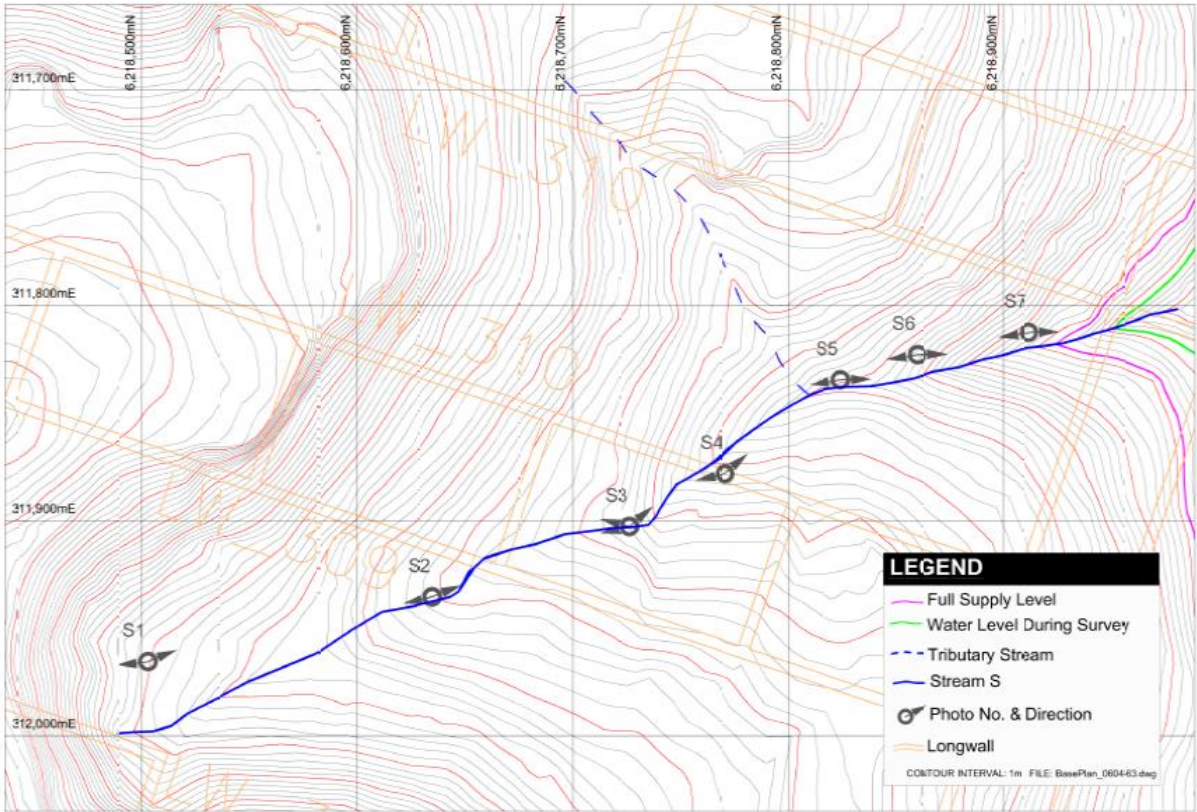 6,218,500mN
6,218,600mN
6,218,700mN
6,218,800mN
6,218,900mN
311,700mE
LW 310
311,800mE
S7
S6
S5
S4
S3
311,900mE
S2
S1
312,000mE
LEGEND
Full Supply Level
Water Level During Survey
Tributary Stream
Stream S
Photo No. & Direction
Longwall
CONTOUR INTERVAL: 1m FILE: BasePlan_0604-63.dwg